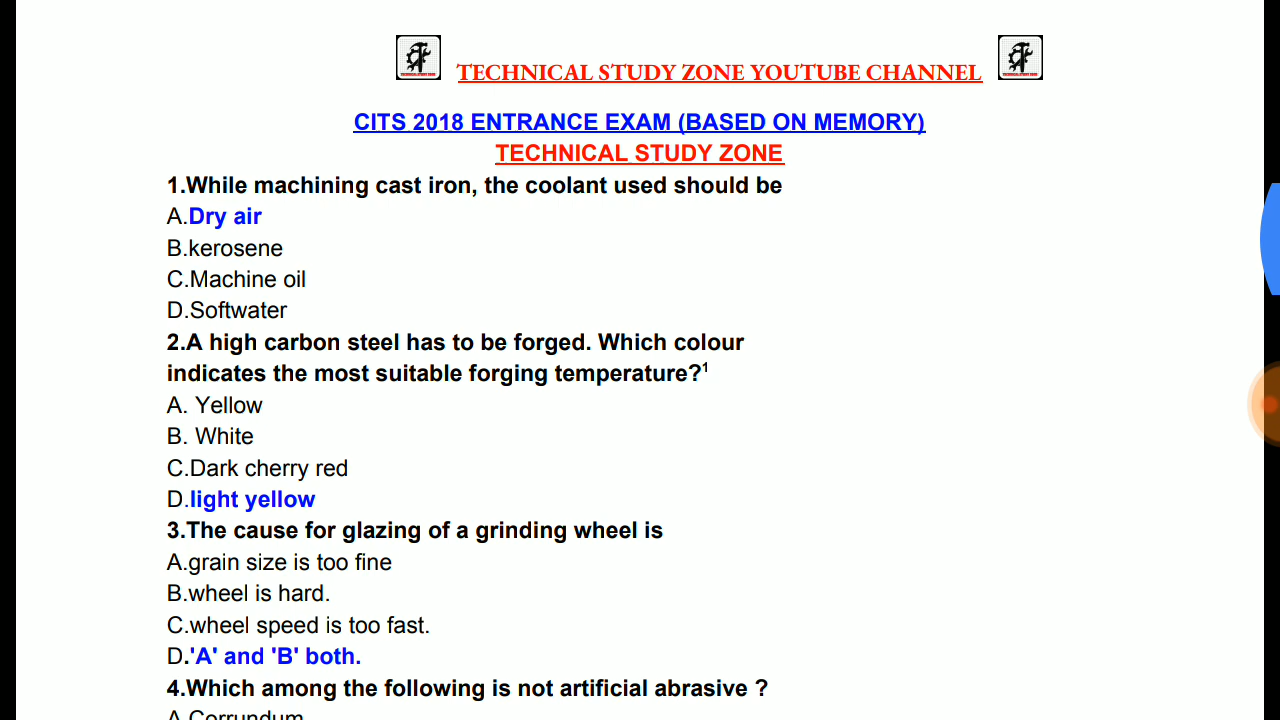 TECHNICAL STUDY ZONE YOUTUBE CHANNEL
CITS 2018 ENTRANCE EXAM (BASED ON MEMORY)
TECHNICAL STUDY ZONE
1.While machining cast iron, the coolant used should be
A.Dry air
B.kerosene
C.Machine oil
D.Softwater
2.A high carbon steel has to be forged. Which colour
indicates the most suitable forging temperature?¹
A. Yellow
B. White
C.Dark cherry red
D.light yellow
3.The cause for glazing of a grinding wheel is
A.grain size is too fine
B.wheel is hard.
C.wheel speed is too fast.
D.'A' and 'B' both.
4.Which among the following is not artificial abrasive ?
A.Corrundum